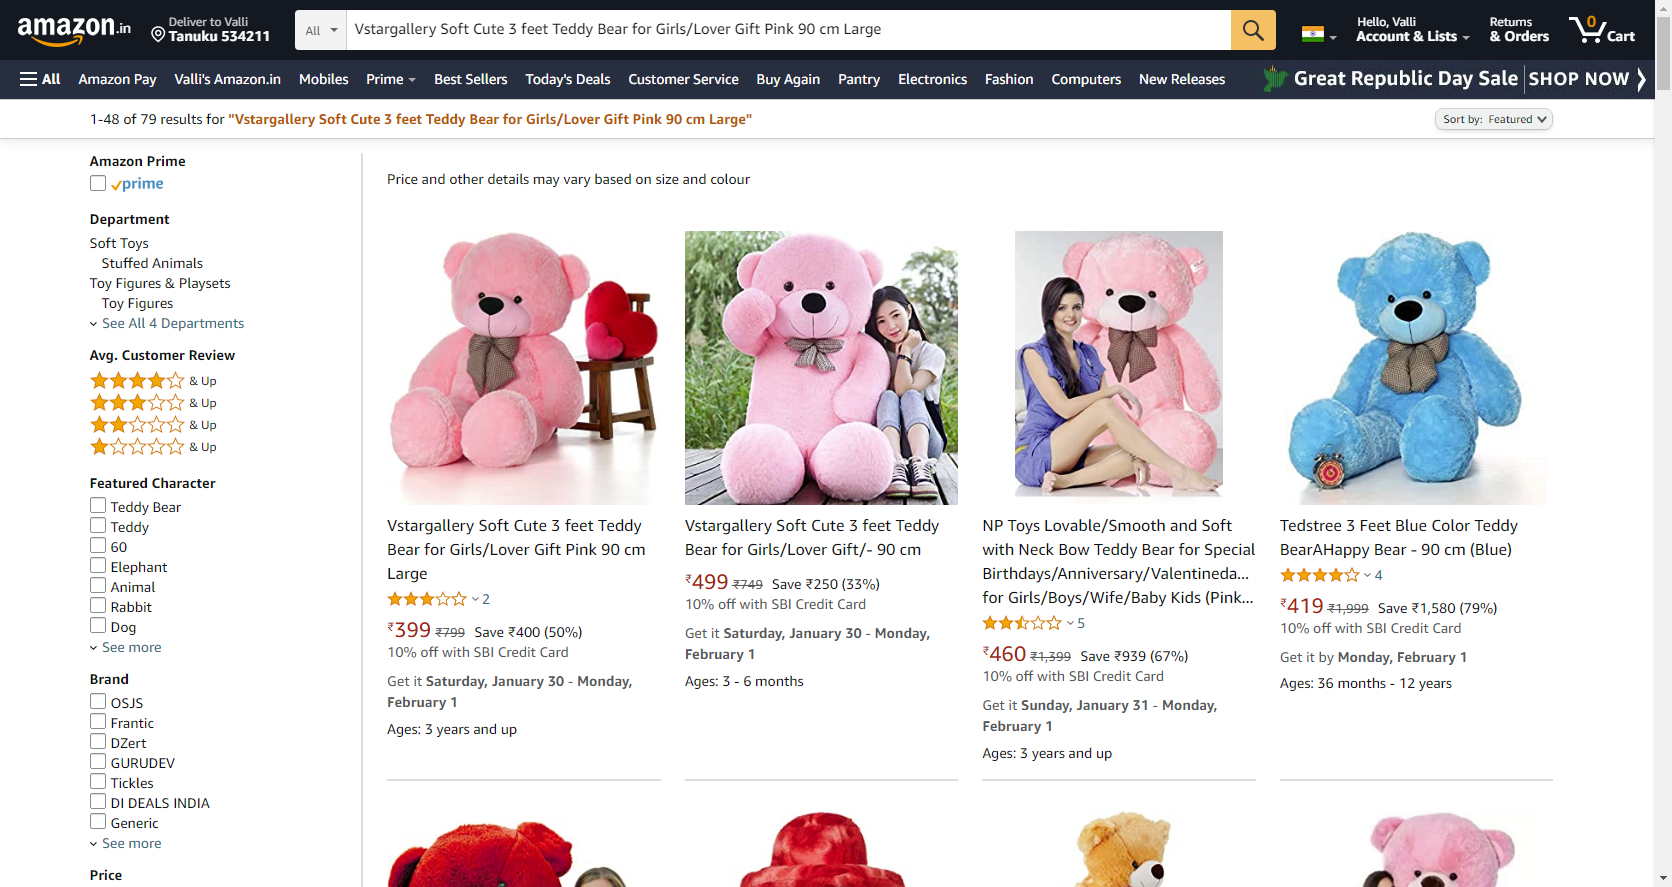 amazon.in
Deliver to Valli
Tanuku 534211
All
Vstargallery Soft Cute 3 feet Teddy Bear for Girls/Lover Gift Pink 90 cm Large
Hello, Valli
Account & Lists
Returns
& Orders
0
Cart
All
Amazon Pay
Valli's Amazon.in
Mobiles
Prime
Best Sellers
Today's Deals
Customer Service
Buy Again
Pantry
Electronics
Fashion
Computers
New Releases
Great Republic Day Sale
SHOP NOW
1-48 of 79 results for "Vstargallery Soft Cute 3 feet Teddy Bear for Girls/Lover Gift Pink 90 cm Large"
Sort by: Featured
Amazon Prime
prime
Department
Soft Toys
Stuffed Animals
Toy Figures & Playsets
Toy Figures
See All 4 Departments
Avg. Customer Review
& Up
& Up
& Up
& Up
Featured Character
Teddy Bear
Teddy
60
Elephant
Animal
Rabbit
Dog
See more
Brand
OSJS
Frantic
DZert
GURUDEV
Tickles
DI DEALS INDIA
Generic
See more
Price
Price and other details may vary based on size and colour
Vstargallery Soft Cute 3 feet Teddy
Bear for Girls/Lover Gift Pink 90 cm
Large
2
₹399 ₹799 Save ₹400 (50%)
10% off with SBI Credit Card
Get it Saturday, January 30 - Monday,
February 1
Ages: 3 years and up
Vstargallery Soft Cute 3 feet Teddy
Bear for Girls/Lover Gift/- 90 cm
₹499 ₹749 Save ₹250 (33%)
10% off with SBI Credit Card
Get it Saturday, January 30 - Monday,
February 1
Ages: 3 - 6 months
NP Toys Lovable/Smooth and Soft
with Neck Bow Teddy Bear for Special
Birthdays/Anniversary/Valentineda...
for Girls/Boys/Wife/Baby Kids (Pink...
5
₹460 ₹1,399 Save ₹939 (67%)
10% off with SBI Credit Card
Get it Sunday, January 31 - Monday,
February 1
Ages: 3 years and up
Tedstree 3 Feet Blue Color Teddy
BearAHappy Bear - 90 cm (Blue)
4
₹419 ₹1,999 Save ₹1,580 (79%)
10% off with SBI Credit Card
Get it by Monday, February 1
Ages: 36 months - 12 years